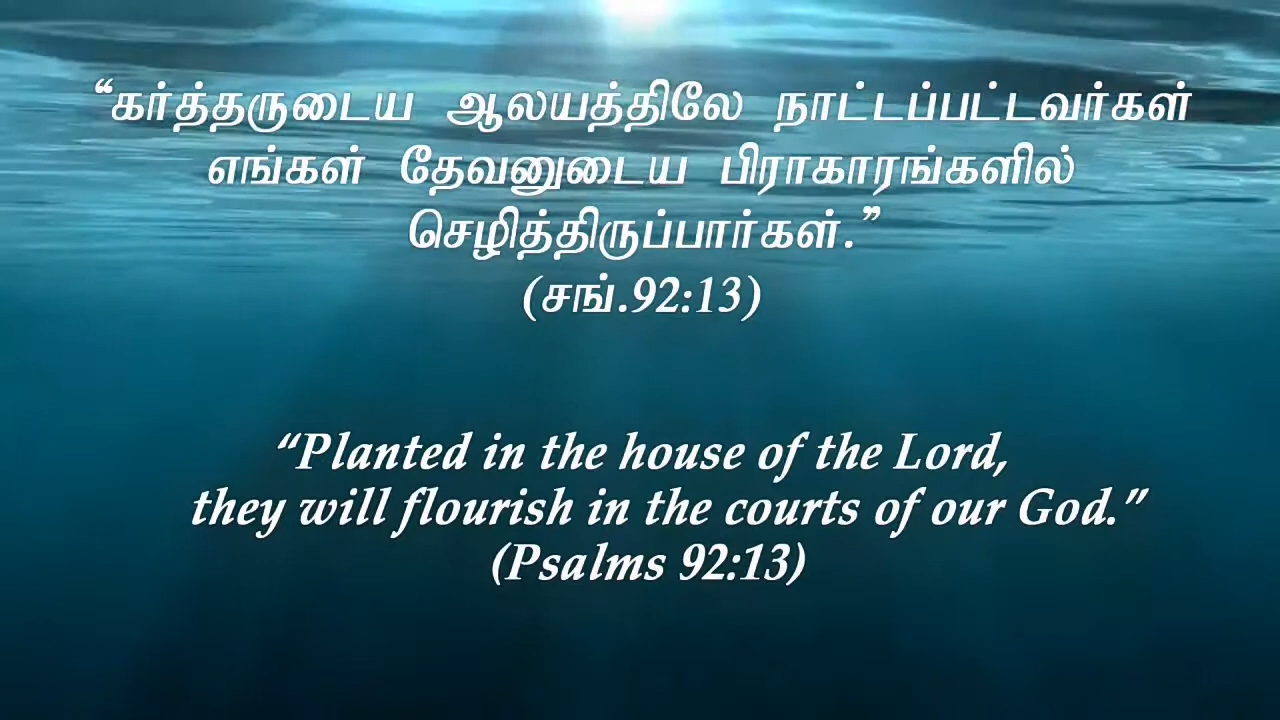 “கர்த்தருடைய ஆலயத்திலே நாட்டப்பட்டவர்கள்
எங்கள் தேவனுடைய பிராகாரங்களில்
செழித்திருப்பார்கள்.”
(சங்.92:13)
“Planted in the house of the Lord,
they will flourish in the courts of our God.”
(Psalms 92:13)